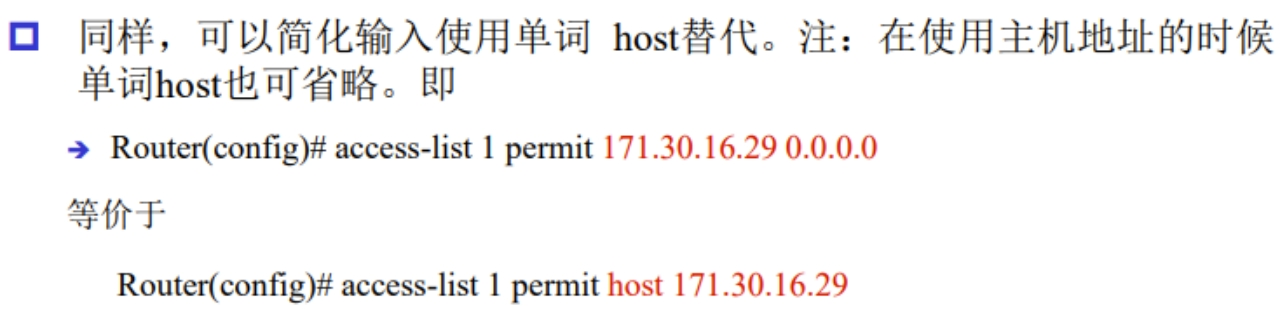 同样，可以简化输入使用单词 host替代。注：在使用主机地址的时候
单词host也可省略。即
Router(config)# access-list 1 permit 171.30.16.29 0.0.0.0
等价于
Router(config)# access-list 1 permit host 171.30.16.29